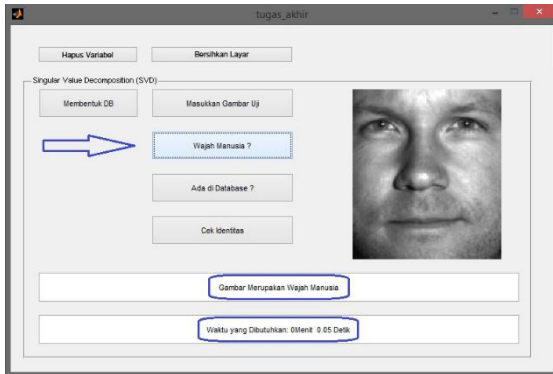 tugas_akhir
Hapus Variabel
Bersihkan Layar
Singular Value Decomposition (SVD)
Membentuk DB
Masukkan Gambar Uji
Wajah Manusia ?
Ada di Database ?
Cek Identitas
Gambar Merupakan Wajah Manusia
Waktu yang Dibutuhkan: 0Menit 0.05 Detik